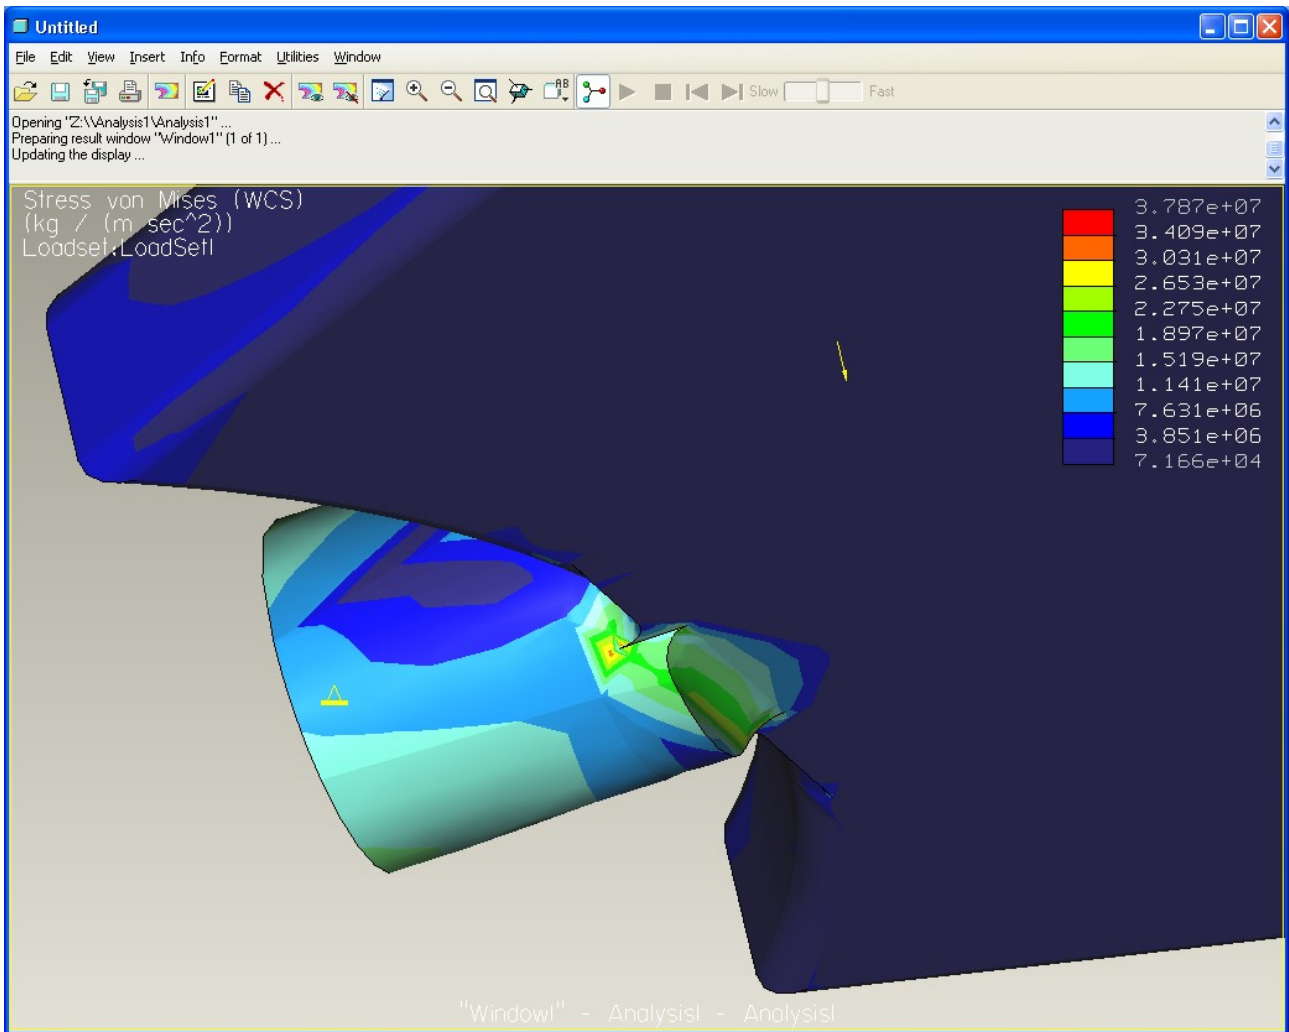 Untitled
File Edit View Insert Info Format Utilities Window
AB
Slow Fast
Opening "Z:\\Analysis1\Analysis1" ...
Preparing result window "Window1" (1 of 1) ...
Updating the display ...
Stress von Mises (WCS)
(kg / (m sec^2))
Loadset:LoadSet1
3.787e+07
3.409e+07
3.031e+07
2.653e+07
2.275e+07
1.897e+07
1.519e+07
1.141e+07
7.631e+06
3.851e+06
7.166e+04
"Window1" - Analysis1 - Analysis1